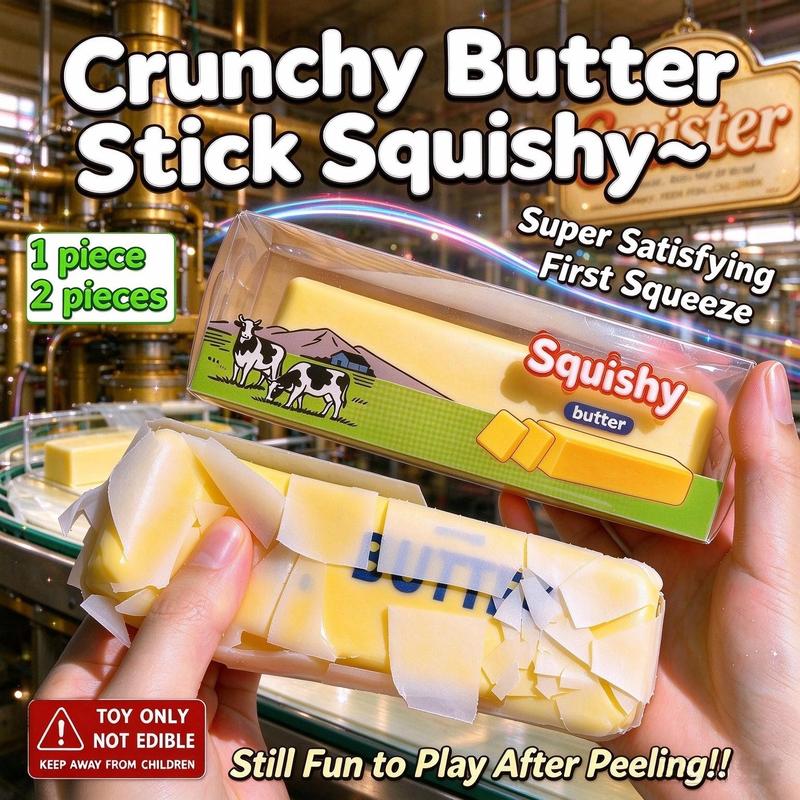 Crunchy Butter
Stick Squishy~
1 piece
2 pieces
Super Satisfying
First Squeeze
Squishy
butter
BUTTER
TOY ONLY
NOT EDIBLE
KEEP AWAY FROM CHILDREN
Still Fun to Play After Peeling!!